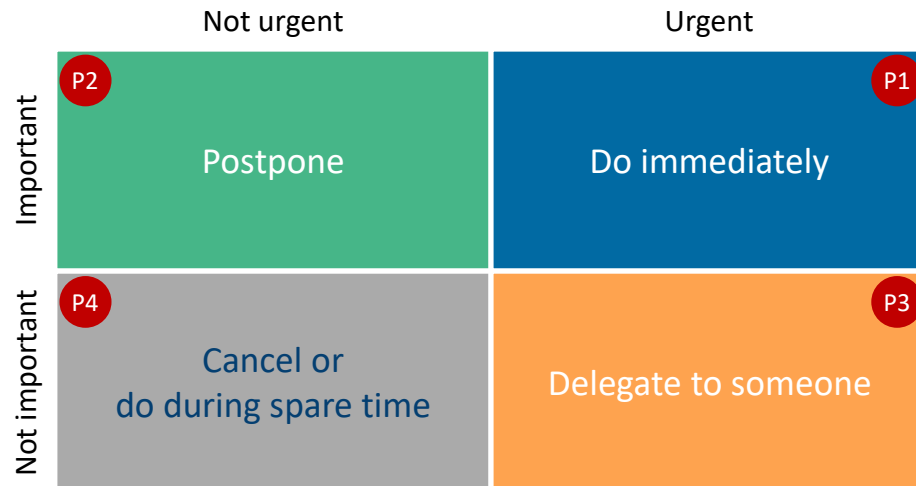 Not urgent
Urgent
Important
P2
Postpone
P1
Do immediately
Not important
P4
Cancel or
do during spare time
P3
Delegate to someone